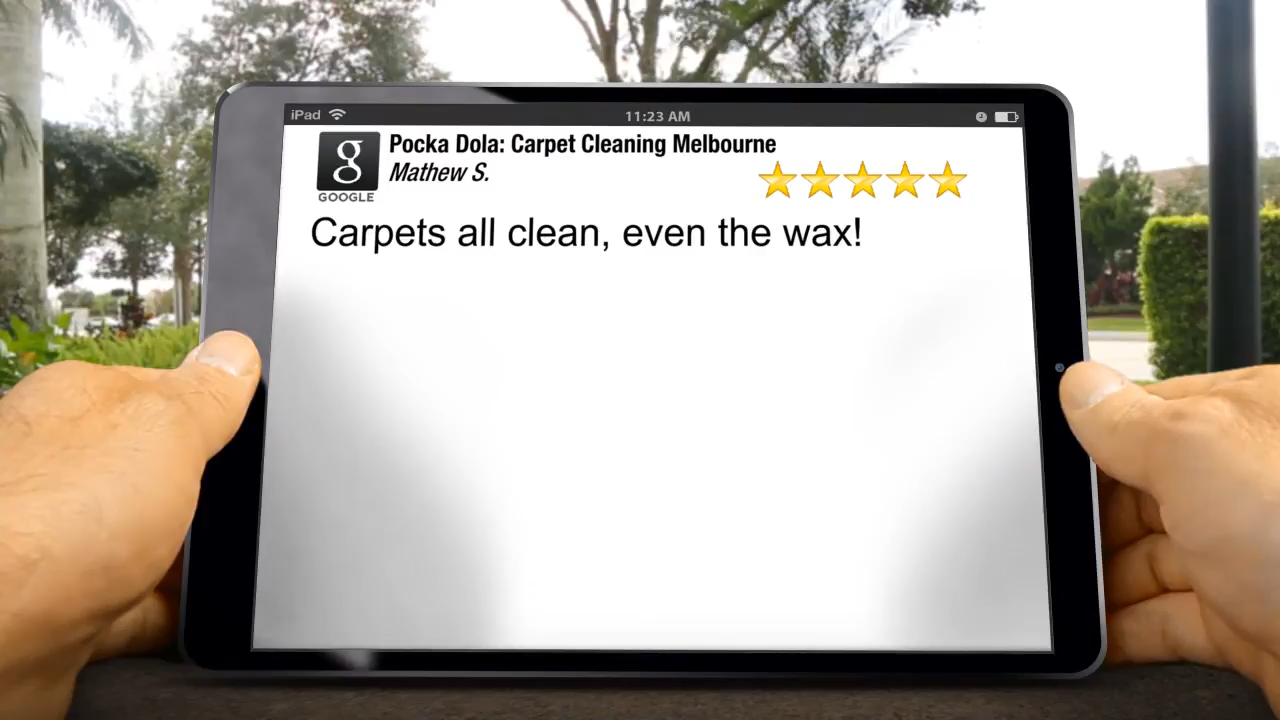 iPad 11:23 AM
Pocka Dola: Carpet Cleaning Melbourne
Mathew S.
g
GOOGLE
Carpets all clean, even the wax!